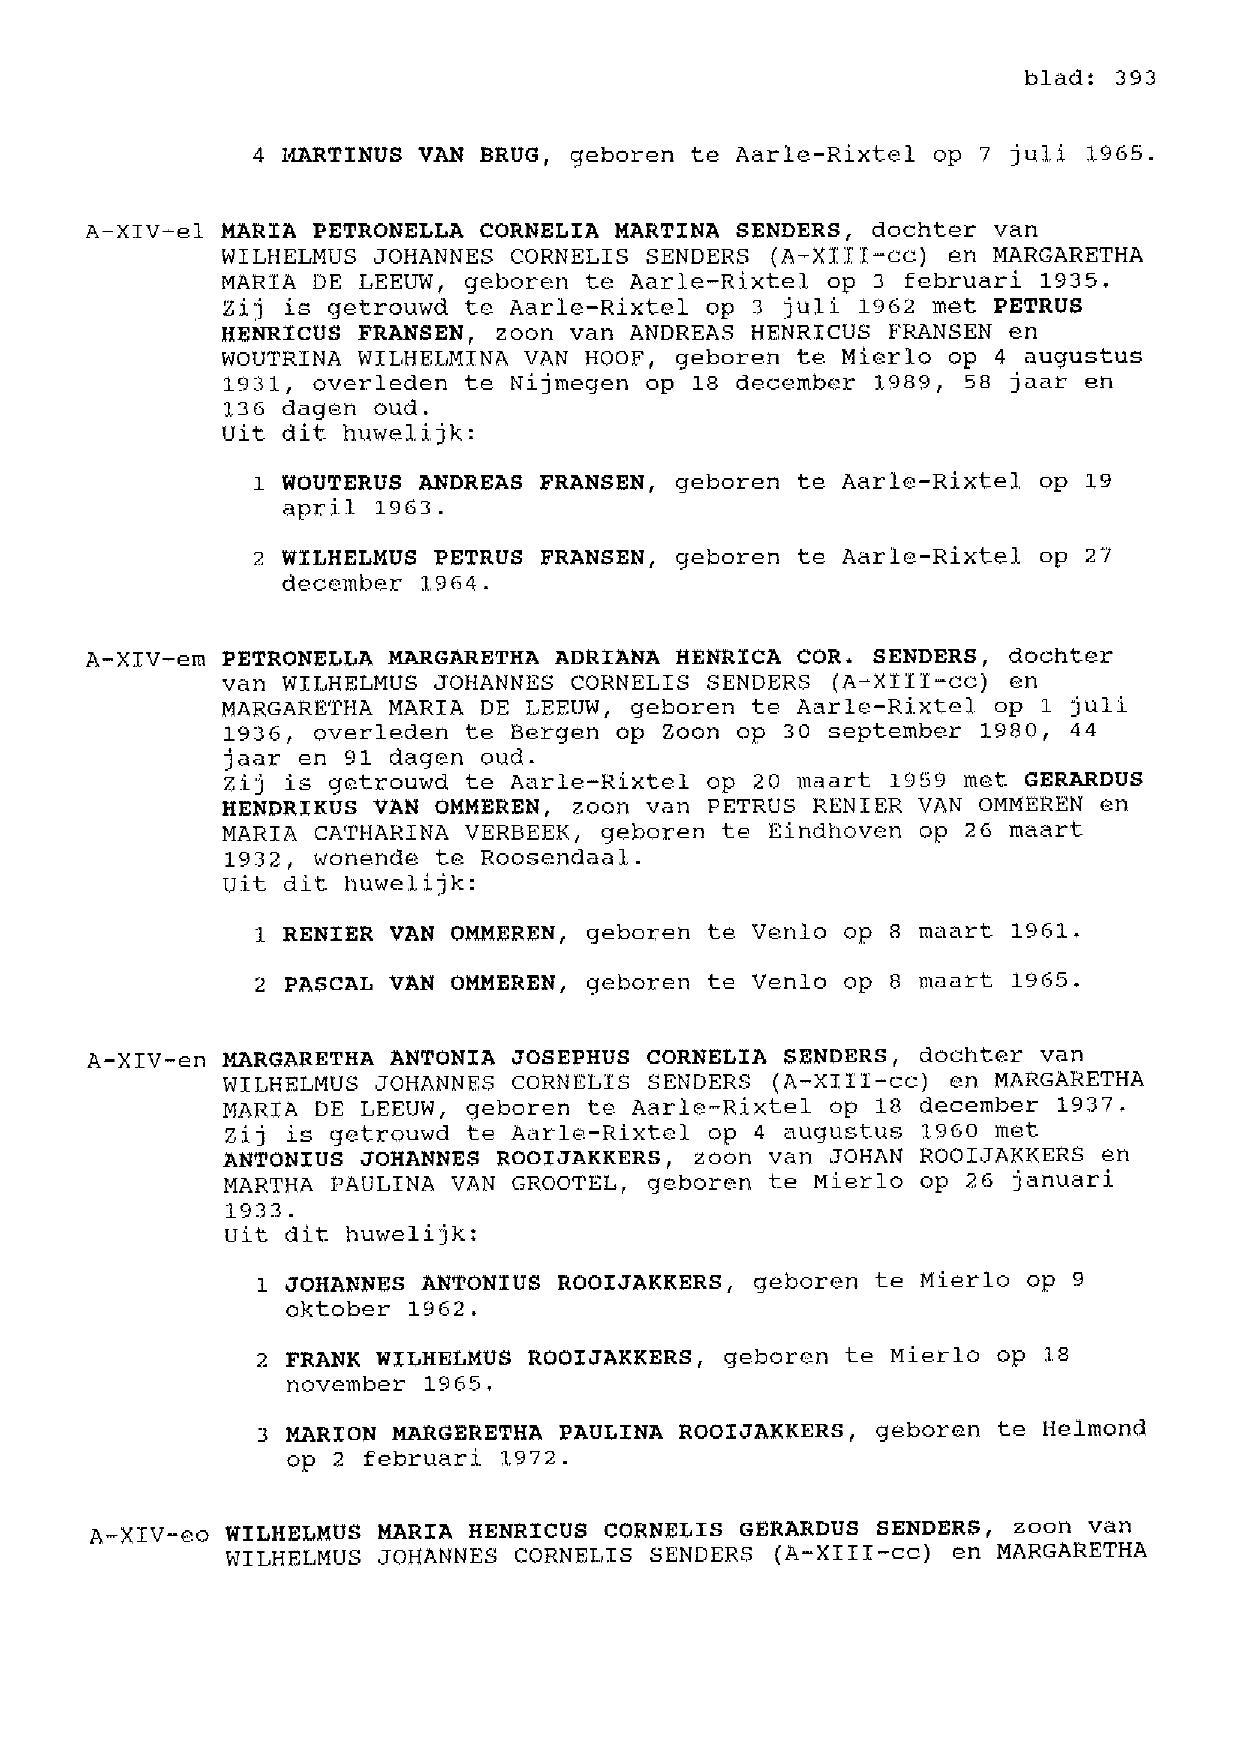 blad: 393
4 MARTINUS VAN BRUG, geboren te Aarle-Rixtel op 7 juli 1965.
A-XIV-el MARIA PETRONELLA CORNELIA MARTINA SENDERS, dochter van
WILHELMUS JOHANNES CORNELIS SENDERS (A-XIII-cc) en MARGARETHA
MARIA DE LEEUW, geboren te Aarle-Rixtel op 3 februari 1935.
Zij is getrouwd te Aarle-Rixtel op 3 juli 1962 met PETRUS
HENRICUS FRANSEN, zoon van ANDREAS HENRICUS FRANSEN en
WOUTRINA WILHELMINA VAN HOOF, geboren te Mierlo op 4 augustus
1931, overleden te Nijmegen op 18 december 1989, 58 jaar en
136 dagen oud.
Uit dit huwelijk:
1 WOUTERUS ANDREAS FRANSEN, geboren te Aarle-Rixtel op 19
april 1963.
2 WILHELMUS PETRUS FRANSEN, geboren te Aarle-Rixtel op 27
december 1964.
A-XIV-em PETRONELLA MARGARETHA ADRIANA HENRICA COR. SENDERS, dochter
van WILHELMUS JOHANNES CORNELIS SENDERS (A-XIII-cc) en
MARGARETHA MARIA DE LEEUW, geboren te Aarle-Rixtel op 1 juli
1936, overleden te Bergen op Zoon op 30 september 1980, 44
jaar en 91 dagen oud.
Zij is getrouwd te Aarle-Rixtel op 20 maart 1959 met GERARDUS
HENDRIKUS VAN OMMEREN, zoon van PETRUS RENIER VAN OMMEREN en
MARIA CATHARINA VERBEEK, geboren te Eindhoven op 26 maart
1932, wonende te Roosendaal.
Uit dit huwelijk:
1 RENIER VAN OMMEREN, geboren te Venlo op 8 maart 1961.
2 PASCAL VAN OMMEREN, geboren te Venlo op 8 maart 1965.
A-XIV-en MARGARETHA ANTONIA JOSEPHUS CORNELIA SENDERS, dochter van
WILHELMUS JOHANNES CORNELIS SENDERS (A-XIII-cc) en MARGARETHA
MARIA DE LEEUW, geboren te Aarle-Rixtel op 18 december 1937.
Zij is getrouwd te Aarle-Rixtel op 4 augustus 1960 met
ANTONIUS JOHANNES ROOIJAKKERS, zoon van JOHAN ROOIJAKKERS en
MARTHA PAULINA VAN GROOTEL, geboren te Mierlo op 26 januari
1933.
Uit dit huwelijk:
1 JOHANNES ANTONIUS ROOIJAKKERS, geboren te Mierlo op 9
oktober 1962.
2 FRANK WILHELMUS ROOIJAKKERS, geboren te Mierlo op 18
november 1965.
3 MARION MARGERETHA PAULINA ROOIJAKKERS, geboren te Helmond
op 2 februari 1972.
A-XIV-eo WILHELMUS MARIA HENRICUS CORNELIS GERARDUS SENDERS, zoon van
WILHELMUS JOHANNES CORNELIS SENDERS (A-XIII-cc) en MARGARETHA